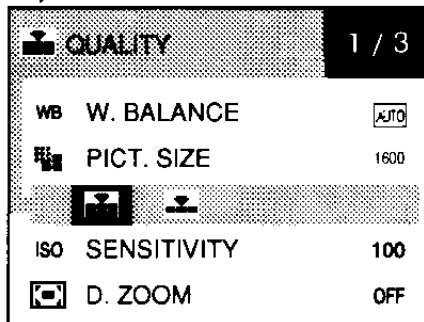 QUALITY 1 / 3
WB W. BALANCE AUTO
PICT. SIZE 1600
ISO SENSITIVITY 100
D. ZOOM OFF